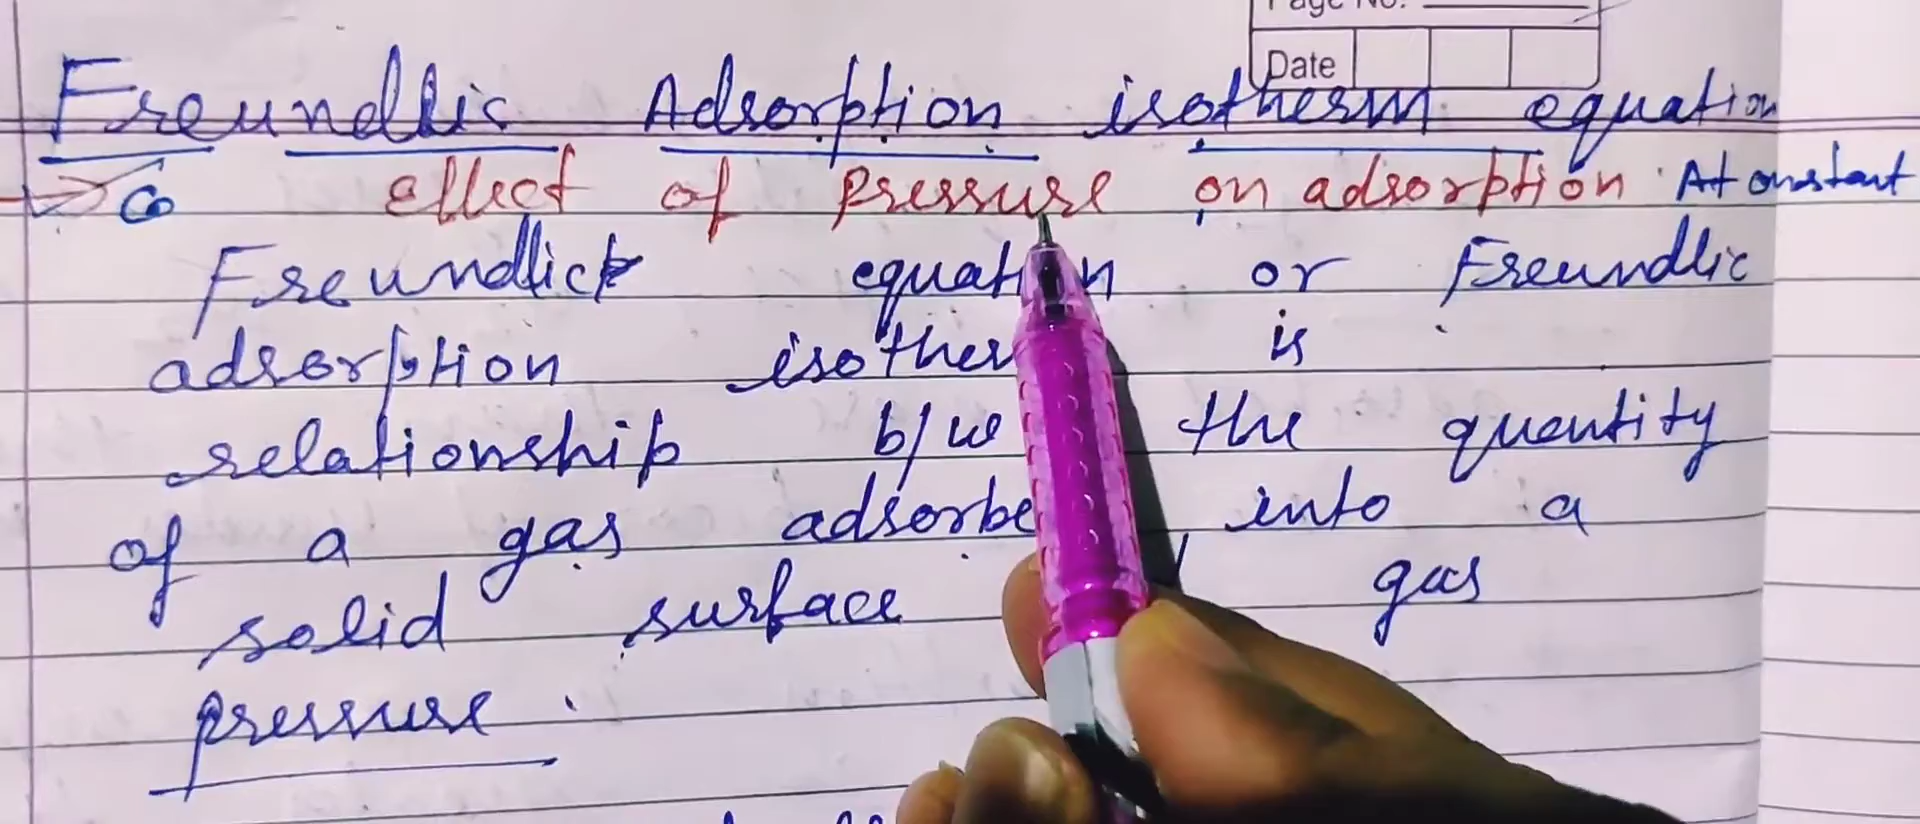 Page No.
Date
Freundlic Adsorption isotherm equation
Co effect of pressure on adsorption At constant
Freundlick equation or Freundlic
adsorption isother is
relationship b/w the quantity
of a gas adsorbe into a
solid surface gas
pressure.